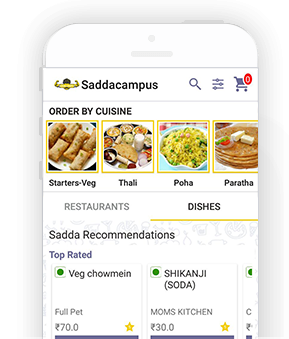 Saddacampus
0
ORDER BY CUISINE
Starters-Veg Thali Poha Paratha
RESTAURANTS DISHES
Sadda Recommendations
Top Rated
Veg chowmein SHIKANJI
(SODA)
Full Pet MOMS KITCHEN
₹70.0 ₹30.0